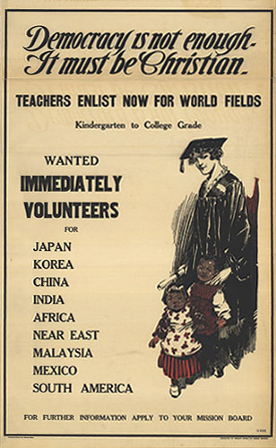 Democracy is not enough-
It must be Christian-
TEACHERS ENLIST NOW FOR WORLD FIELDS
Kindergarten to College Grade
WANTED
IMMEDIATELY
VOLUNTEERS
FOR
JAPAN
KOREA
CHINA
INDIA
AFRICA
NEAR EAST
MALAYSIA
MEXICO
SOUTH AMERICA
FOR FURTHER INFORMATION APPLY TO YOUR MISSION BOARD